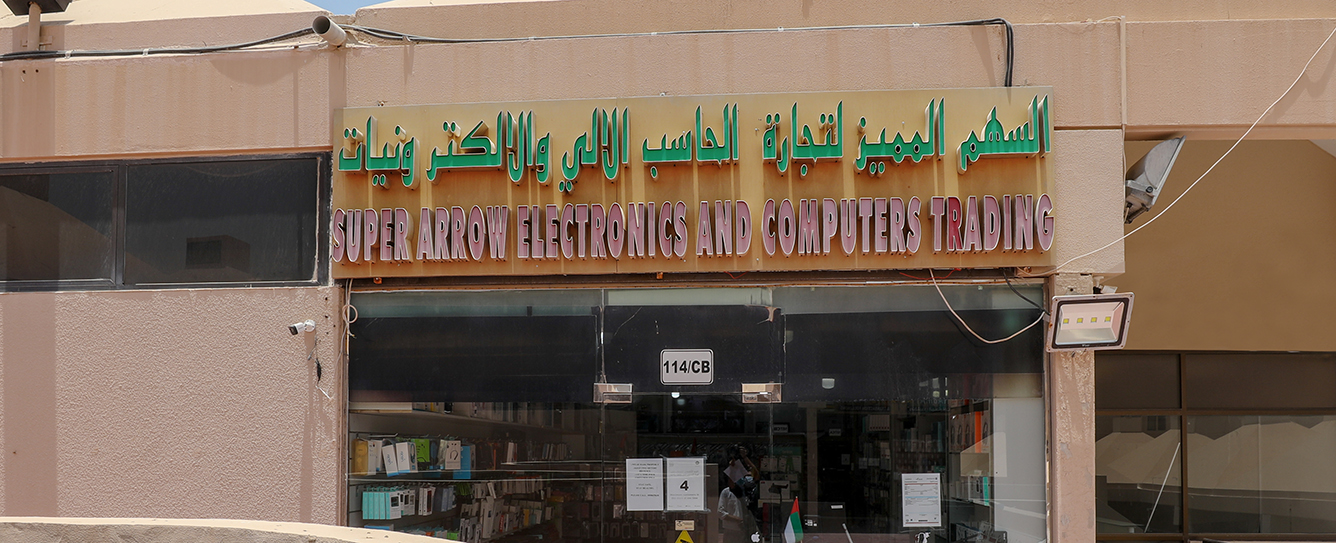 السهم المميز لتجارة الحاسب الالي والالكترونيات
SUPER ARROW ELECTRONICS AND COMPUTERS TRADING
114/CB
4